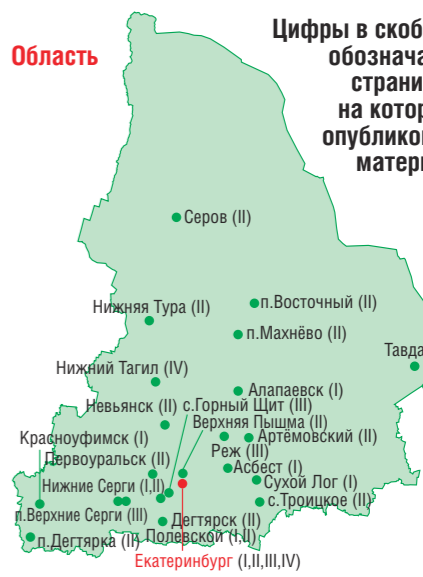 Область
Цифры в скоб
обознача
страни
на котор
опубликов
матери
Серов (II)
п.Восточный (II)
Нижняя Тура (II)
п.Махнёво (II)
Тавда
Нижний Тагил (IV)
Алапаевск (I)
с.Горный Щит (III)
Невьянск (II)
Верхняя Пышма (II)
Красноуфимск (I)
Артёмовский (II)
Реж (III)
Первоуральск (II)
Асбест (I)
Нижние Серги (I,II)
Сухой Лог (I)
с.Троицкое (II)
п.Верхние Серги (III)
Дегтярск (II)
Полевской (I,II)
п.Дегтярка (II)
Екатеринбург (I,II,III,IV)